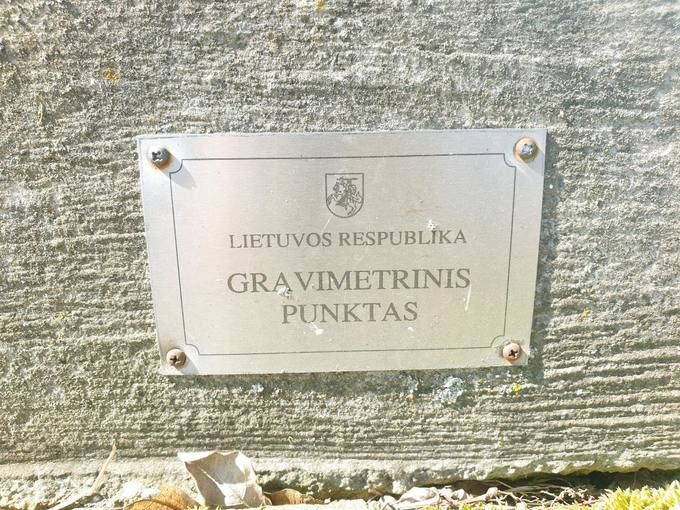 LIETUVOS RESPUBLIKA
GRAVIMETRINIS
PUNKTAS